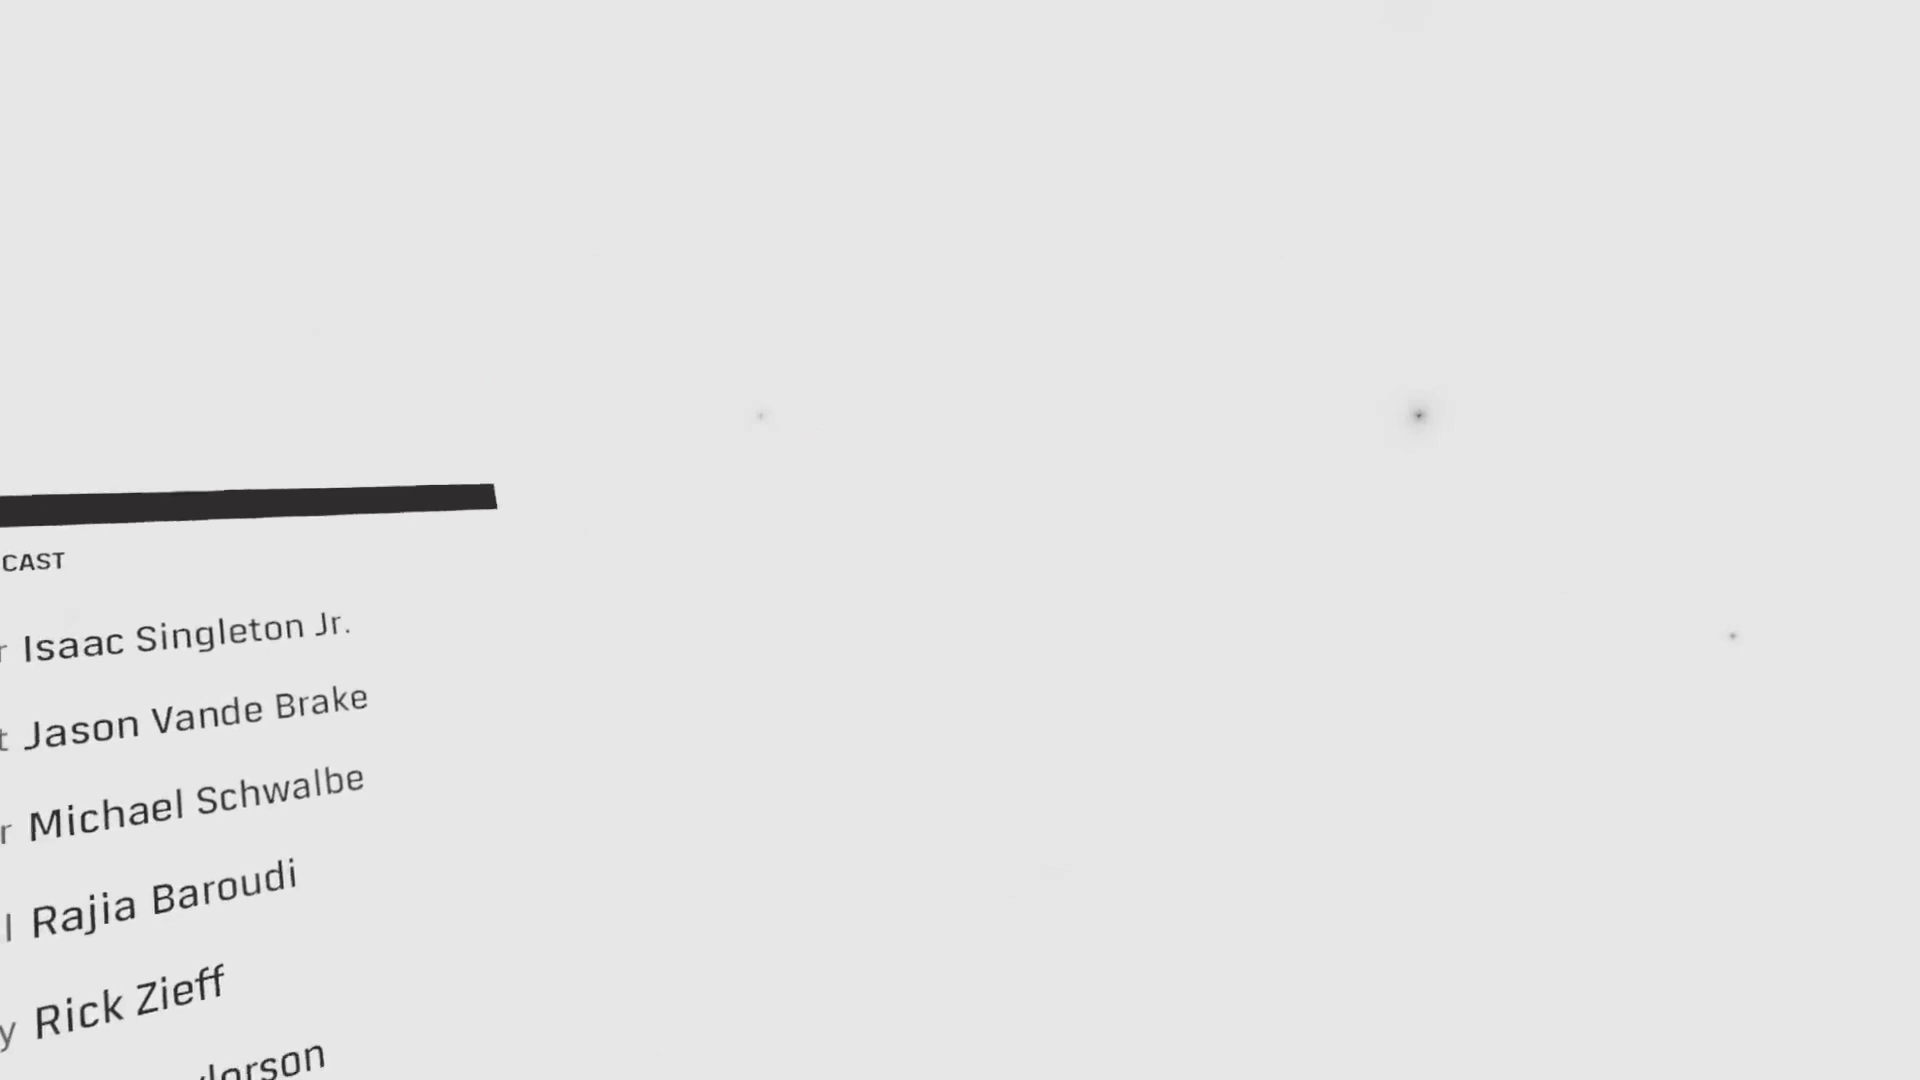 CAST
r Isaac Singleton Jr.
t Jason Vande Brake
r Michael Schwalbe
l Rajia Baroudi
y Rick Zieff